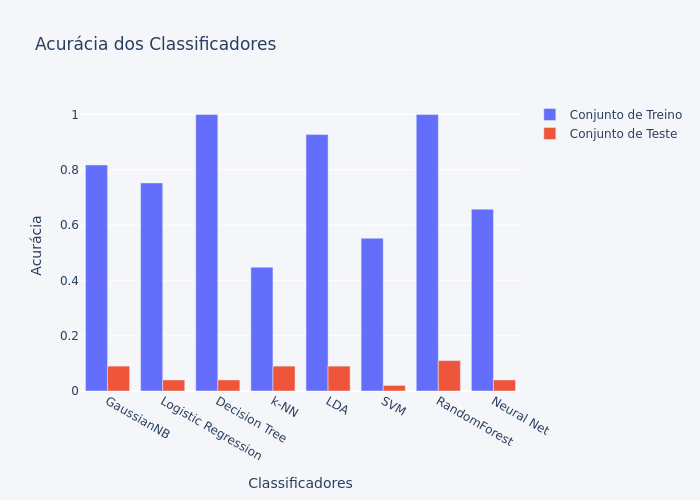 Acurácia dos Classificadores
Conjunto de Treino
Conjunto de Teste
Acurácia
1
0.8
0.6
0.4
0.2
0
GaussianNB
Logistic Regression
Decision Tree
k-NN
LDA
SVM
RandomForest
Neural Net
Classificadores